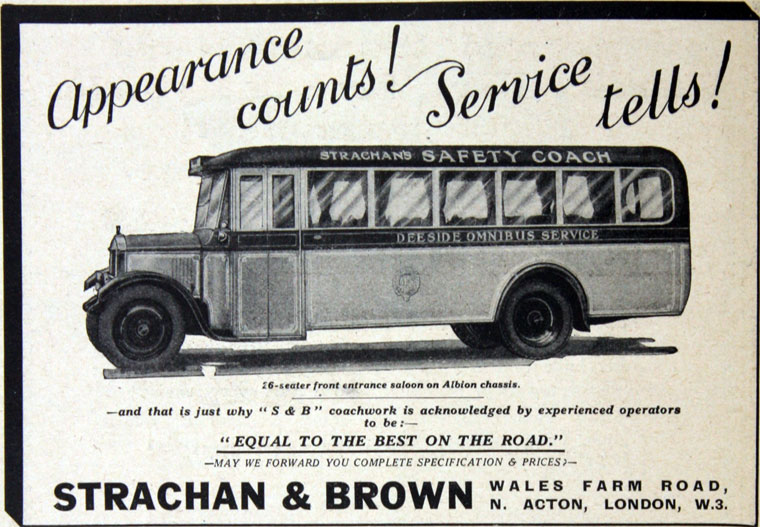 Appearance
counts! Service
tells!
STRACHAN'S SAFETY COACH
DEESIDE OMNIBUS SERVICE
26-seater front entrance saloon on Albion chassis.
—and that is just why "S & B" coachwork is acknowledged by experienced operators
to be:—
"EQUAL TO THE BEST ON THE ROAD."
—MAY WE FORWARD YOU COMPLETE SPECIFICATION & PRICES?—
STRACHAN & BROWN
WALES FARM ROAD,
N. ACTON, LONDON, W.3.